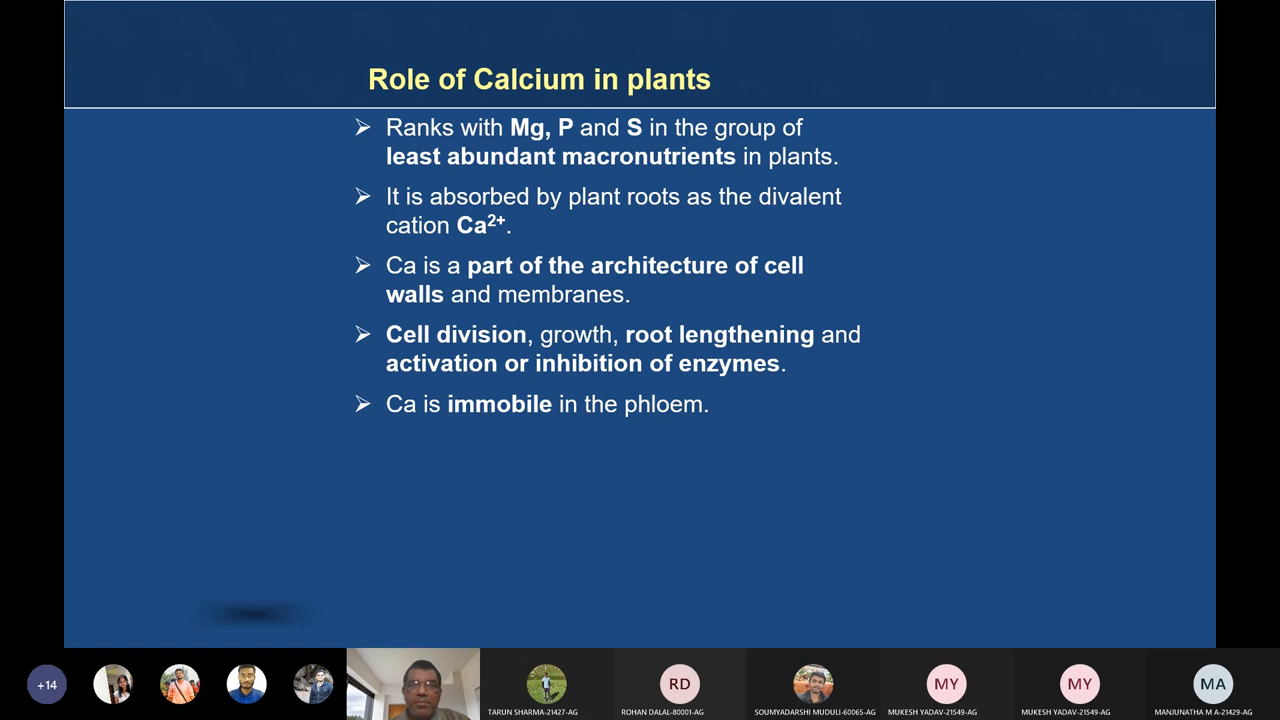 Role of Calcium in plants
➢ Ranks with Mg, P and S in the group of
least abundant macronutrients in plants.
➢ It is absorbed by plant roots as the divalent
cation Ca²⁺.
➢ Ca is a part of the architecture of cell
walls and membranes.
➢ Cell division, growth, root lengthening and
activation or inhibition of enzymes.
➢ Ca is immobile in the phloem.
+14
RD
MY
MY
MA
TARUN SHARMA-21427-AG
ROHAN DALAL-80001-AG
SOUMYADARSHI MUDULI-60065-AG
MUKESH YADAV-21549-AG
MUKESH YADAV-21549-AG
MANJUNATHA M A-21429-AG